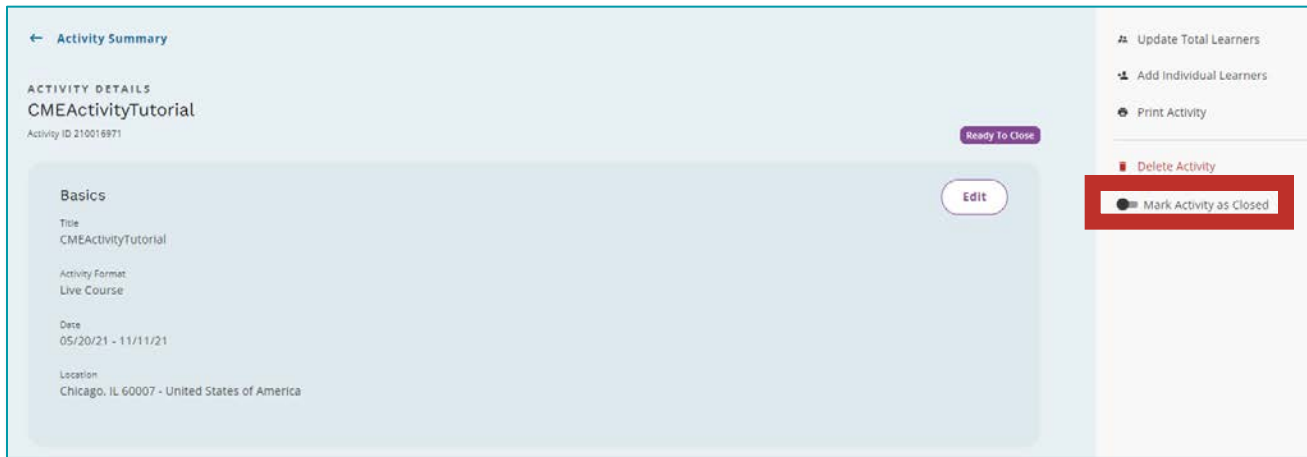 ← Activity Summary
ACTIVITY DETAILS
CMEActivityTutorial
Activity ID 210016971
Ready To Close
Basics
Edit
Title
CMEActivityTutorial
Activity Format
Live Course
Date
05/20/21 - 11/11/21
Location
Chicago, IL 60007 - United States of America
Update Total Learners
Add Individual Learners
Print Activity
Delete Activity
Mark Activity as Closed